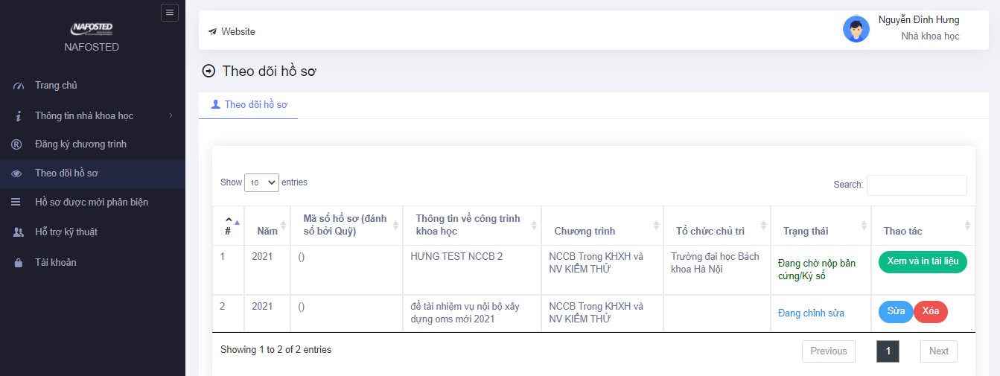 NAFOSTED
NAFOSTED
Trang chủ
Thông tin nhà khoa học
Đăng ký chương trình
Theo dõi hồ sơ
Hồ sơ được mời phản biện
Hỗ trợ kỹ thuật
Tài khoản
Website
Nguyễn Đình Hưng
Nhà khoa học
Theo dõi hồ sơ
Theo dõi hồ sơ
Show 10 entries
Search:
#
Năm
Mã số hồ sơ (đánh
số bởi Quỹ)
Thông tin về công trình
khoa học
Chương trình
Tổ chức chủ trì
Trạng thái
Thao tác
1
2021
()
HƯNG TEST NCCB 2
NCCB Trong KHXH và
NV KIỂM THỬ
Trường đại học Bách
khoa Hà Nội
Đang chờ nộp bản
cứng/Ký số
Xem và in tài liệu
2
2021
()
đề tài nhiệm vụ nội bộ xây
dựng oms mới 2021
NCCB Trong KHXH và
NV KIỂM THỬ
Đang chỉnh sửa
Sửa
Xóa
Showing 1 to 2 of 2 entries
Previous
1
Next